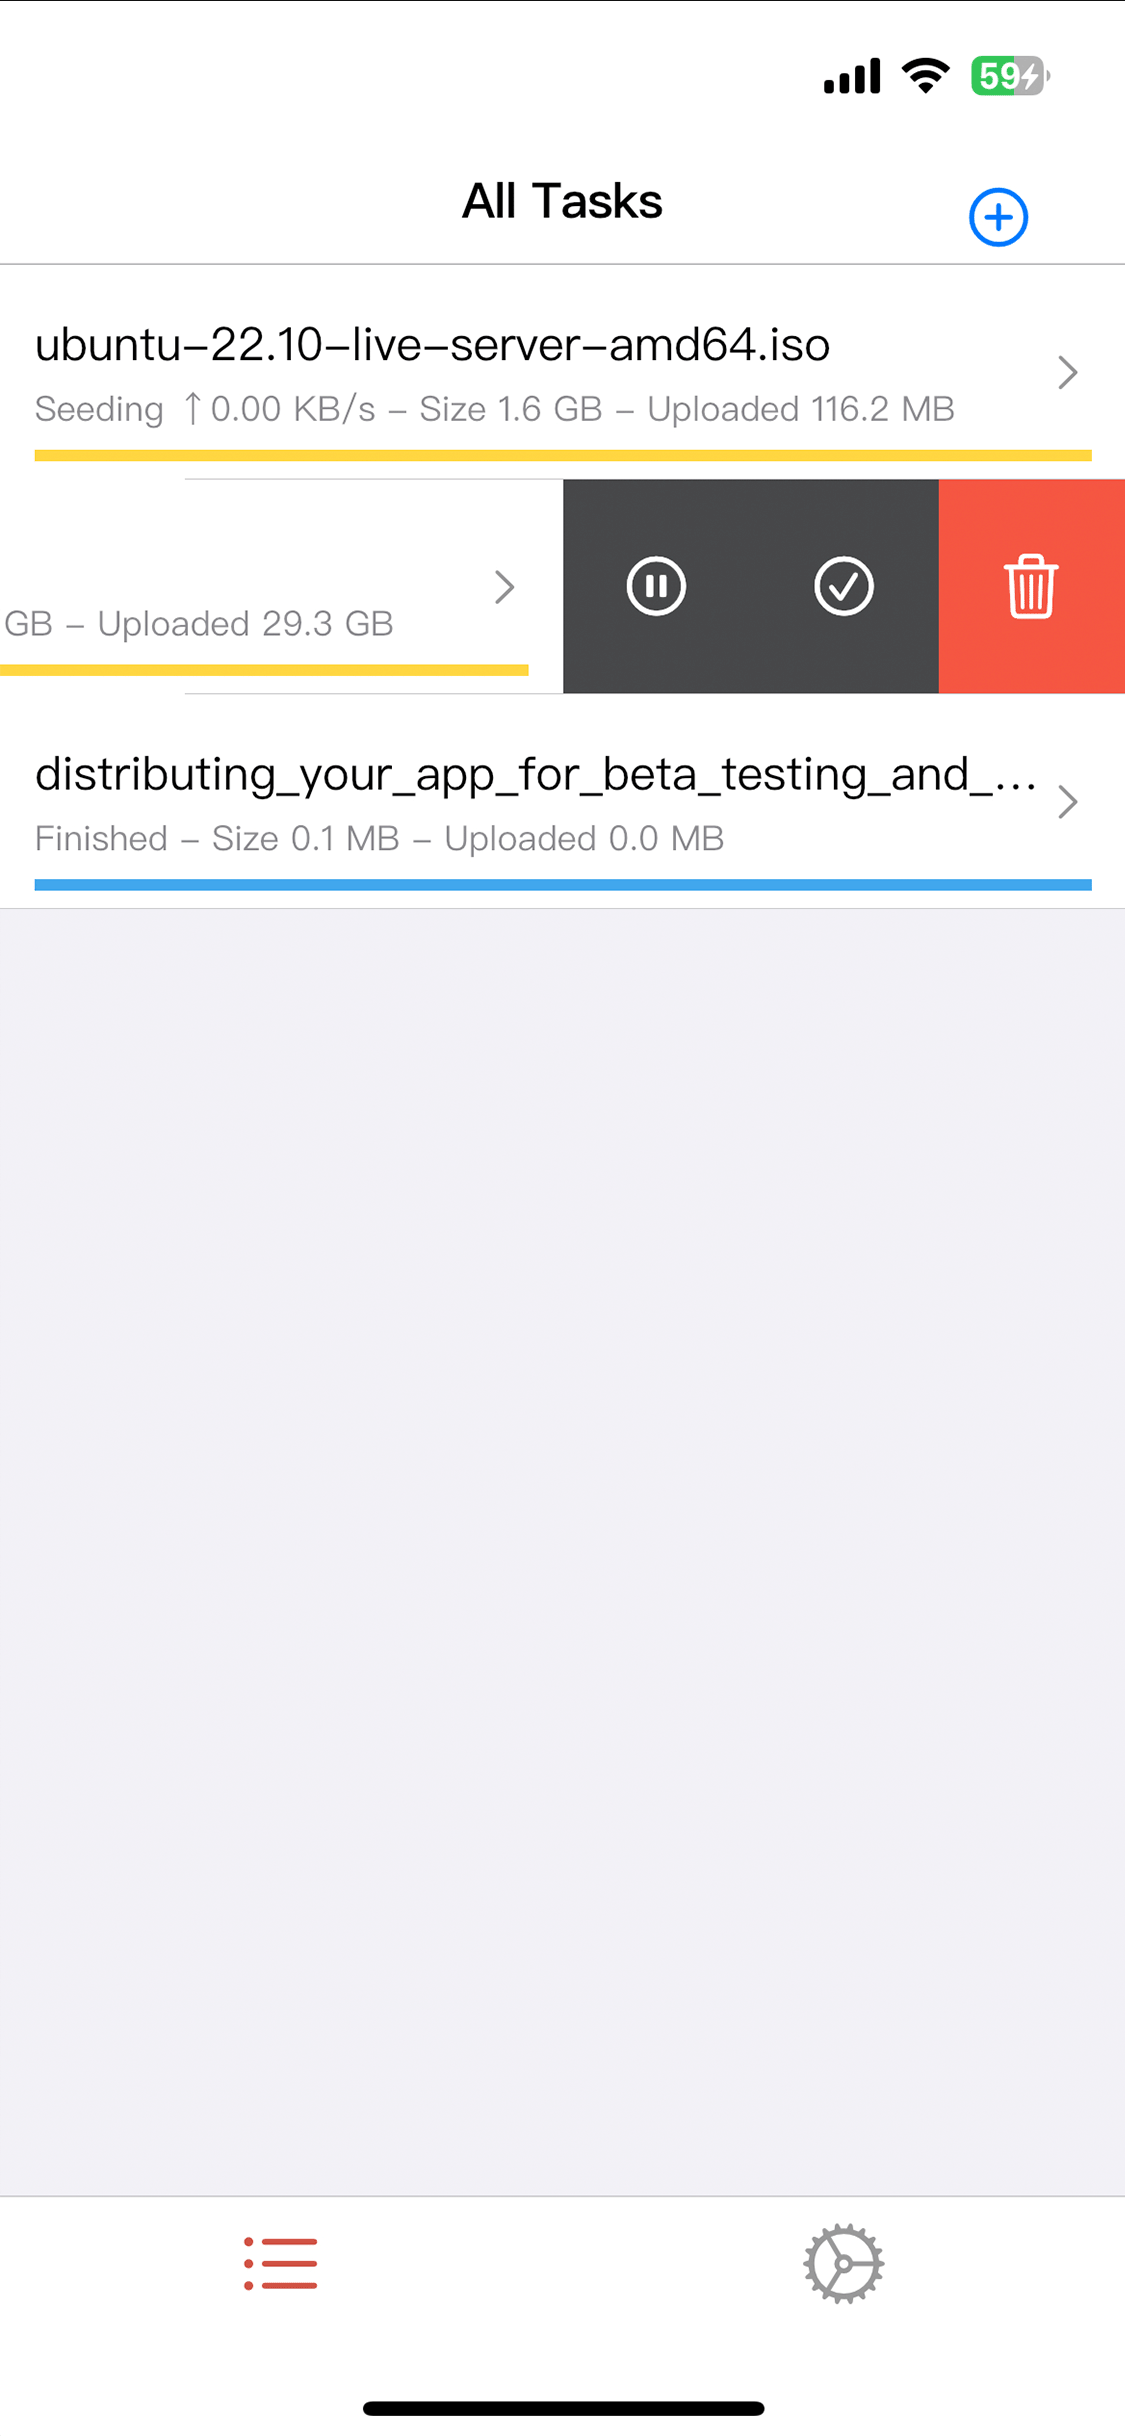 59
All Tasks
ubuntu-22.10-live-server-amd64.iso
Seeding ↑ 0.00 KB/s – Size 1.6 GB – Uploaded 116.2 MB
GB – Uploaded 29.3 GB
distributing_your_app_for_beta_testing_and_...
Finished – Size 0.1 MB – Uploaded 0.0 MB